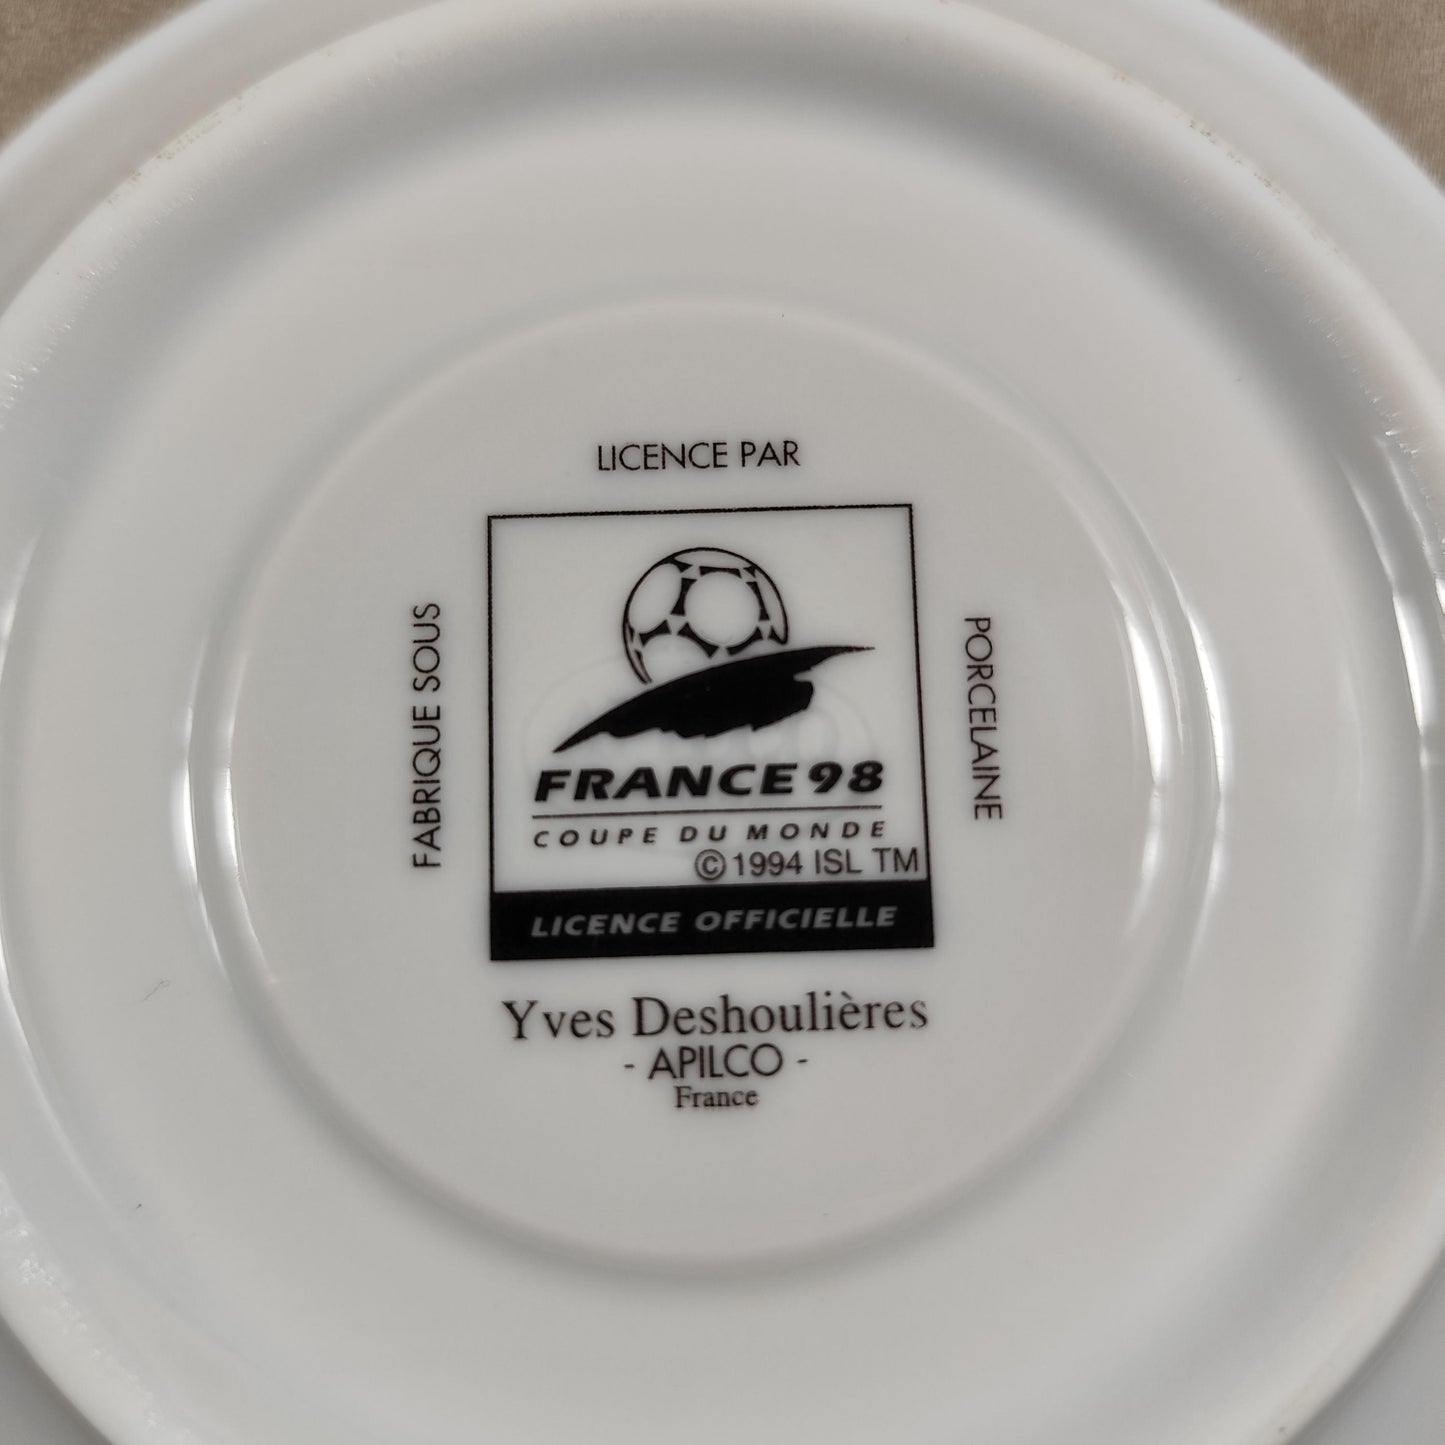 FABRIQUE SOUS
LICENCE PAR
PORCELAINE
FRANCE 98
COUPE DU MONDE
©1994 ISL TM
LICENCE OFFICIELLE
Yves Deshoulières
- APILCO -
France